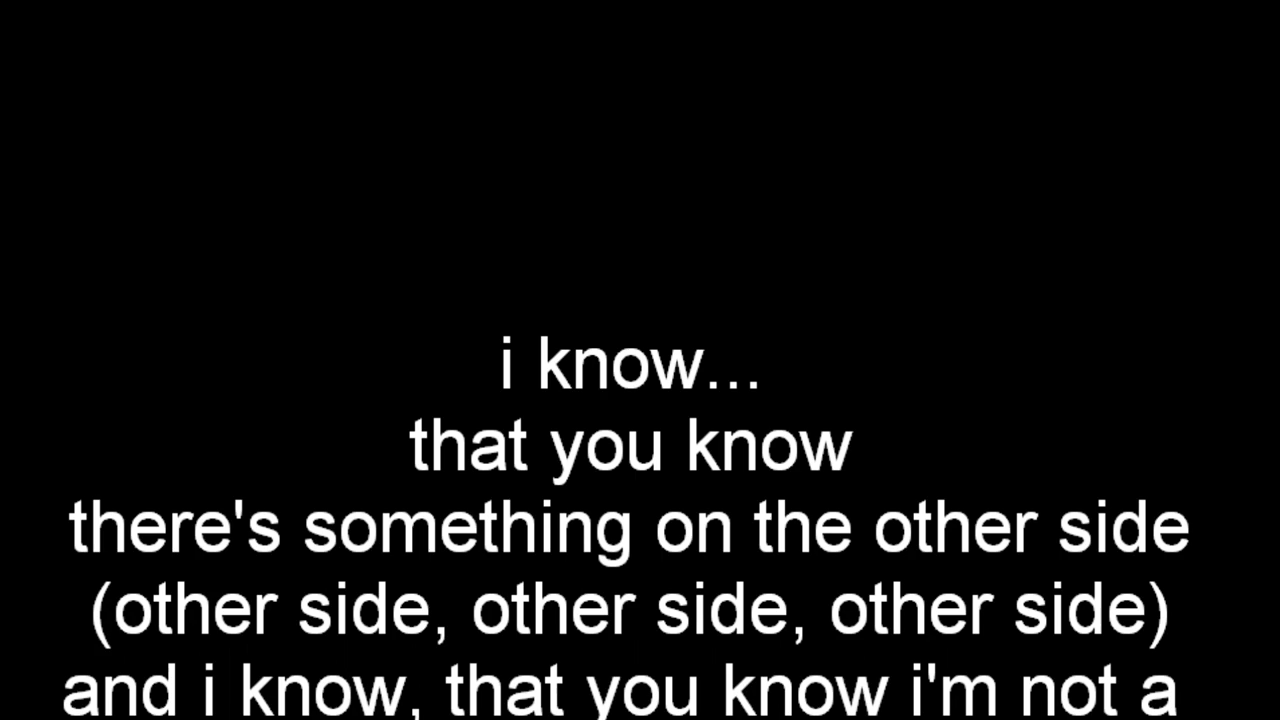 i know...
that you know
there's something on the other side
(other side, other side, other side)
and i know, that you know i'm not a